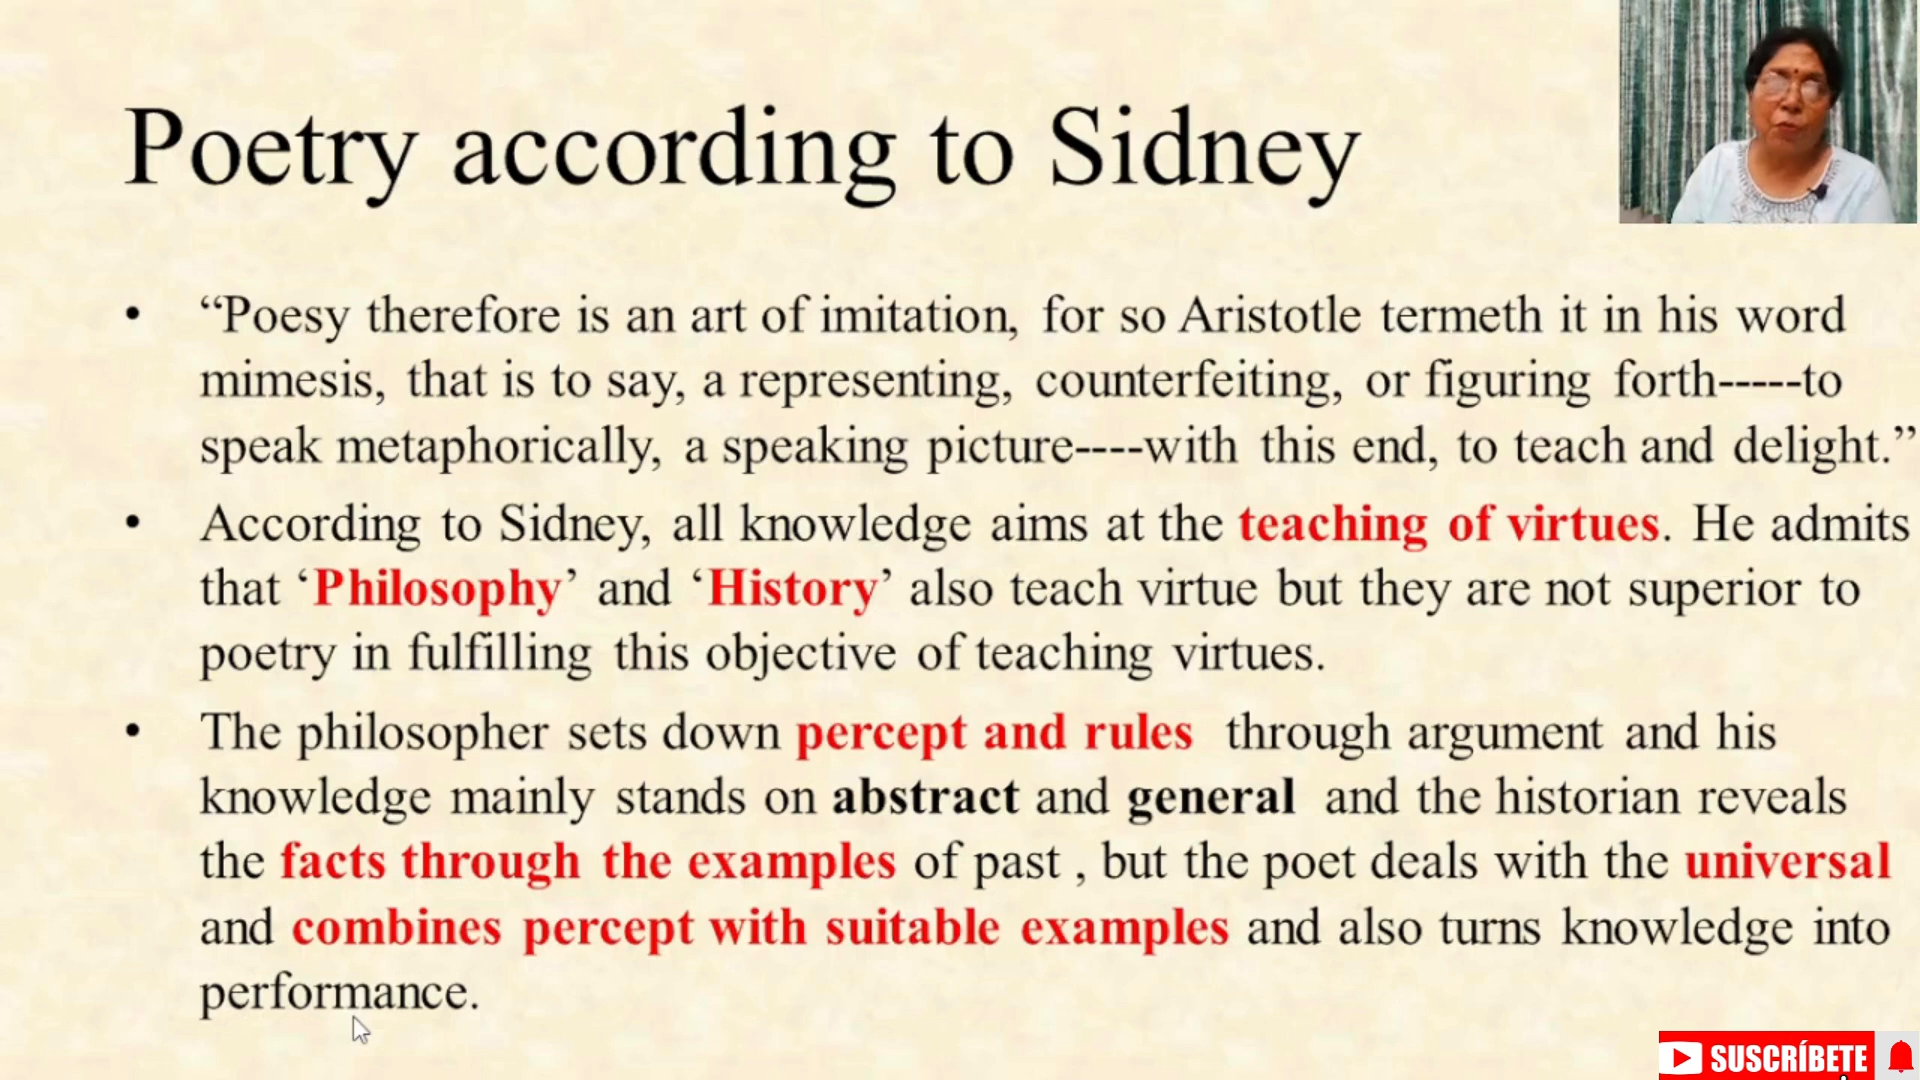 Poetry according to Sidney
• “Poesy therefore is an art of imitation, for so Aristotle termeth it in his word
mimesis, that is to say, a representing, counterfeiting, or figuring forth-----to
speak metaphorically, a speaking picture----with this end, to teach and delight.”
• According to Sidney, all knowledge aims at the teaching of virtues. He admits
that ‘Philosophy’ and ‘History’ also teach virtue but they are not superior to
poetry in fulfilling this objective of teaching virtues.
• The philosopher sets down percept and rules through argument and his
knowledge mainly stands on abstract and general and the historian reveals
the facts through the examples of past , but the poet deals with the universal
and combines percept with suitable examples and also turns knowledge into
performance.
SUSCRÍBETE